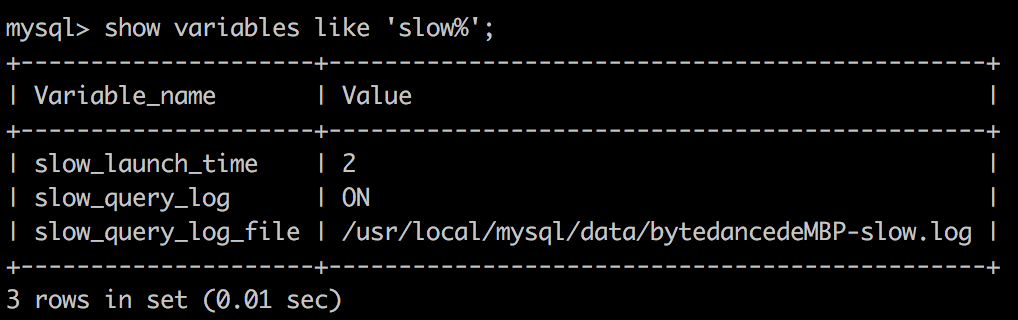 mysql> show variables like 'slow%';
+---------------------+----------------------------------------------+
| Variable_name       | Value                                        |
+---------------------+----------------------------------------------+
| slow_launch_time    | 2                                            |
| slow_query_log      | ON                                           |
| slow_query_log_file | /usr/local/mysql/data/bytedancedeMBP-slow.log |
+---------------------+----------------------------------------------+
3 rows in set (0.01 sec)